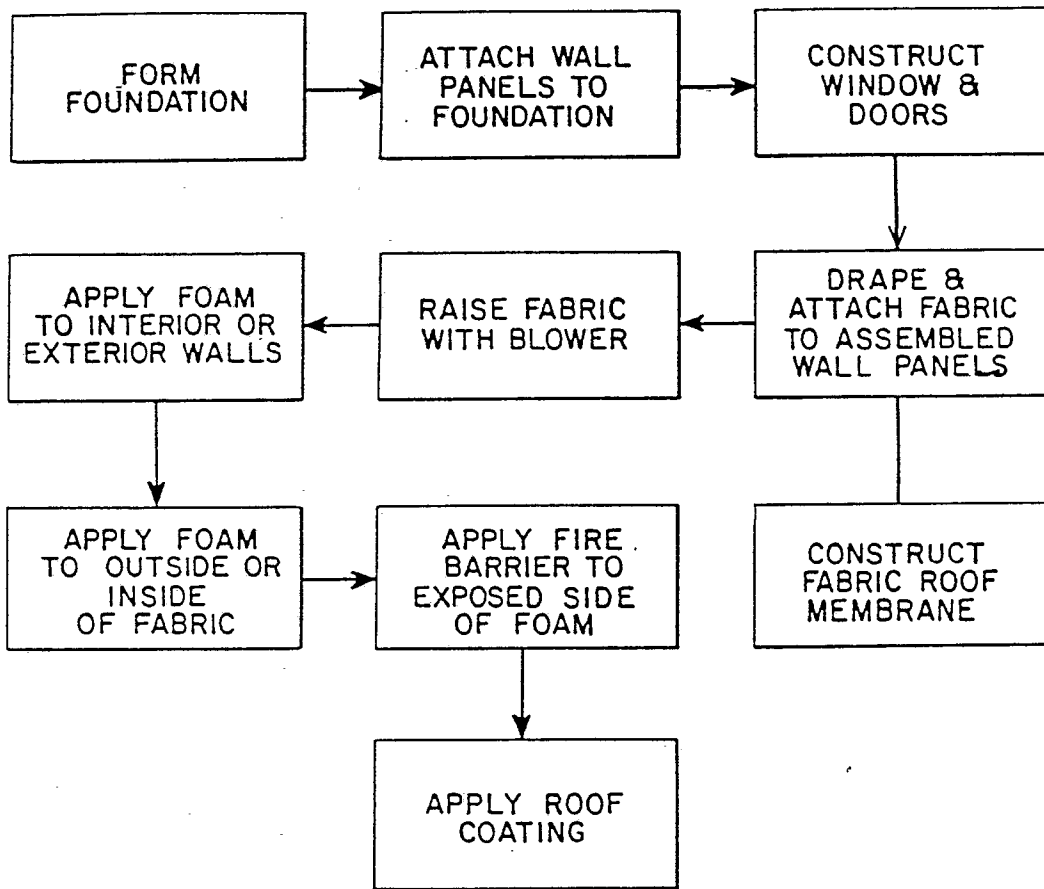 FORM
FOUNDATION
ATTACH WALL
PANELS TO
FOUNDATION
CONSTRUCT
WINDOW &
DOORS
DRAPE &
ATTACH FABRIC
TO ASSEMBLED
WALL PANELS
RAISE FABRIC
WITH BLOWER
APPLY FOAM
TO INTERIOR OR
EXTERIOR WALLS
APPLY FOAM
TO OUTSIDE OR
INSIDE
OF FABRIC
APPLY FIRE
BARRIER TO
EXPOSED SIDE
OF FOAM
CONSTRUCT
FABRIC ROOF
MEMBRANE
APPLY ROOF
COATING